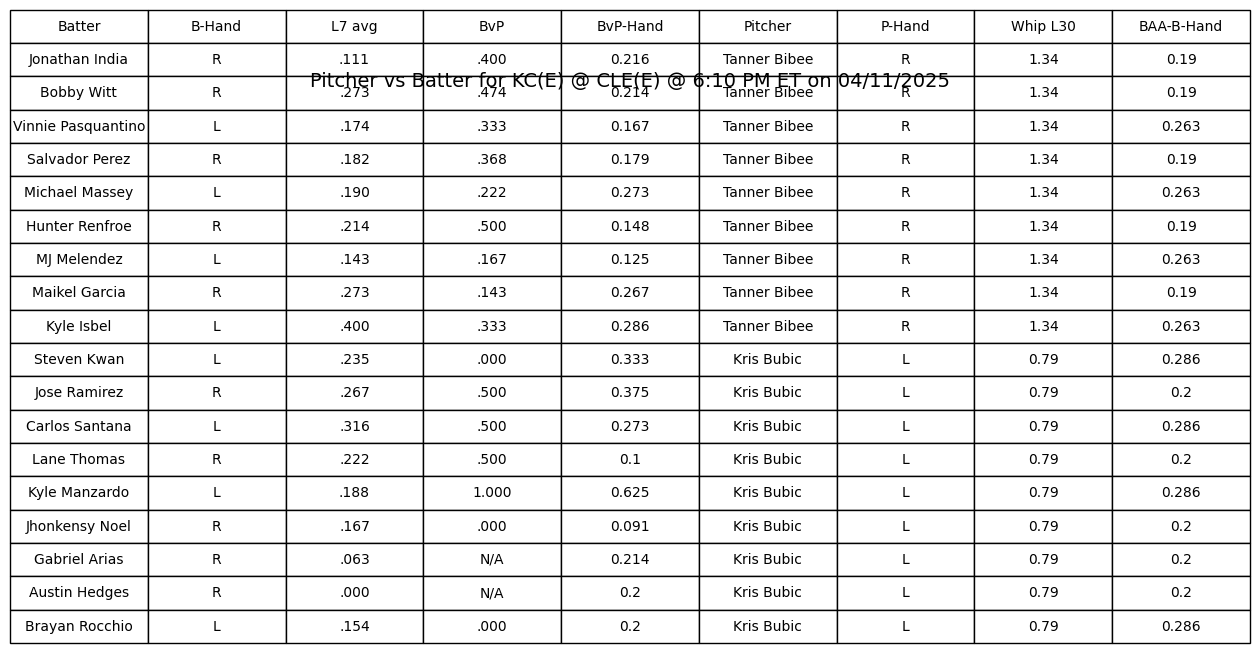 Batter B-Hand L7 avg BvP BvP-Hand Pitcher P-Hand Whip L30 BAA-B-Hand
Jonathan India R .111 .400 0.216 Tanner Bibee R 1.34 0.19
Pitcher vs Batter for KC(E) @ CLE(E) @ 6:10 PM ET on 04/11/2025
Bobby Witt R .273 .474 0.214 Tanner Bibee R 1.34 0.19
Vinnie Pasquantino L .174 .333 0.167 Tanner Bibee R 1.34 0.263
Salvador Perez R .182 .368 0.179 Tanner Bibee R 1.34 0.19
Michael Massey L .190 .222 0.273 Tanner Bibee R 1.34 0.263
Hunter Renfroe R .214 .500 0.148 Tanner Bibee R 1.34 0.19
MJ Melendez L .143 .167 0.125 Tanner Bibee R 1.34 0.263
Maikel Garcia R .273 .143 0.267 Tanner Bibee R 1.34 0.19
Kyle Isbel L .400 .333 0.286 Tanner Bibee R 1.34 0.263
Steven Kwan L .235 .000 0.333 Kris Bubic L 0.79 0.286
Jose Ramirez R .267 .500 0.375 Kris Bubic L 0.79 0.2
Carlos Santana L .316 .500 0.273 Kris Bubic L 0.79 0.286
Lane Thomas R .222 .500 0.1 Kris Bubic L 0.79 0.2
Kyle Manzardo L .188 1.000 0.625 Kris Bubic L 0.79 0.286
Jhonkensy Noel R .167 .000 0.091 Kris Bubic L 0.79 0.2
Gabriel Arias R .063 N/A 0.214 Kris Bubic L 0.79 0.2
Austin Hedges R .000 N/A 0.2 Kris Bubic L 0.79 0.2
Brayan Rocchio L .154 .000 0.2 Kris Bubic L 0.79 0.286